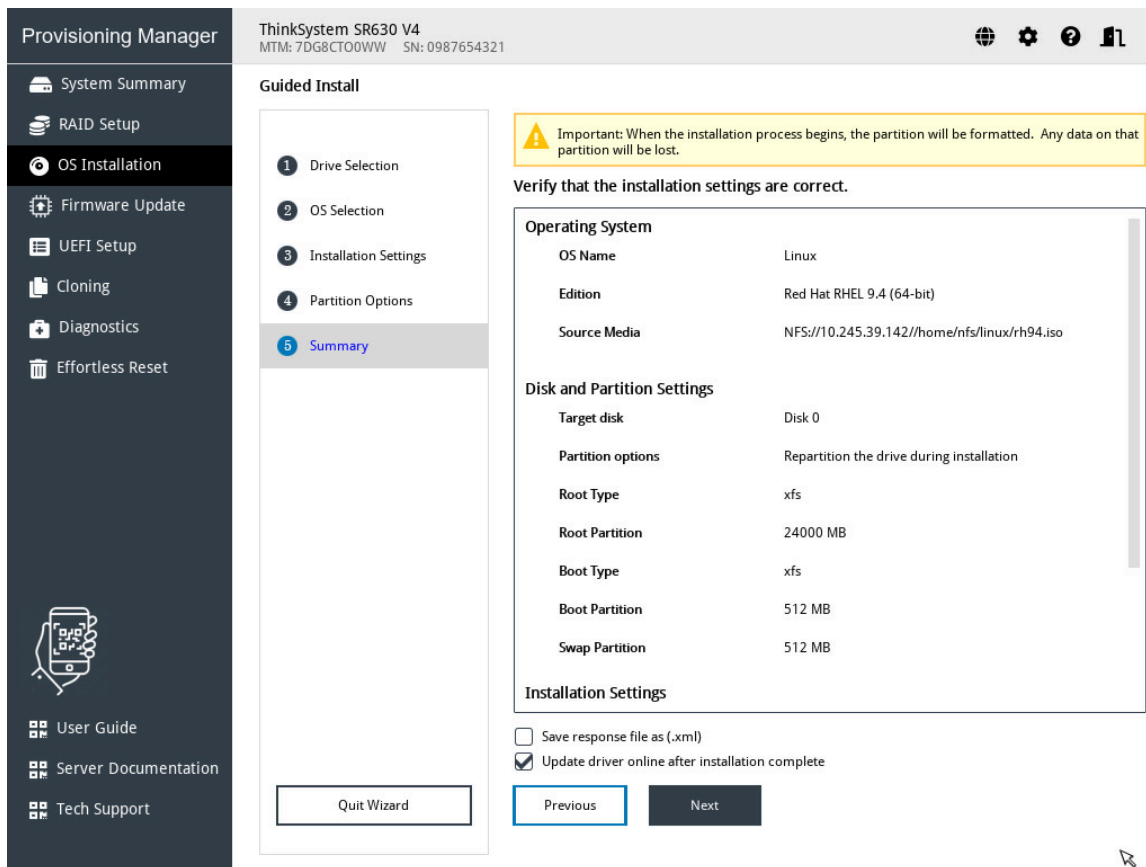 Provisioning Manager
ThinkSystem SR630 V4
MTM: 7DG8CTO0WW SN: 0987654321
System Summary
RAID Setup
OS Installation
Firmware Update
UEFI Setup
Cloning
Diagnostics
Effortless Reset
User Guide
Server Documentation
Tech Support
Guided Install
1 Drive Selection
2 OS Selection
3 Installation Settings
4 Partition Options
5 Summary
Quit Wizard
Important: When the installation process begins, the partition will be formatted. Any data on that
partition will be lost.
Verify that the installation settings are correct.
Operating System
OS Name Linux
Edition Red Hat RHEL 9.4 (64-bit)
Source Media NFS://10.245.39.142//home/nfs/linux/rh94.iso
Disk and Partition Settings
Target disk Disk 0
Partition options Repartition the drive during installation
Root Type xfs
Root Partition 24000 MB
Boot Type xfs
Boot Partition 512 MB
Swap Partition 512 MB
Installation Settings
Save response file as (.xml)
Update driver online after installation complete
Previous Next